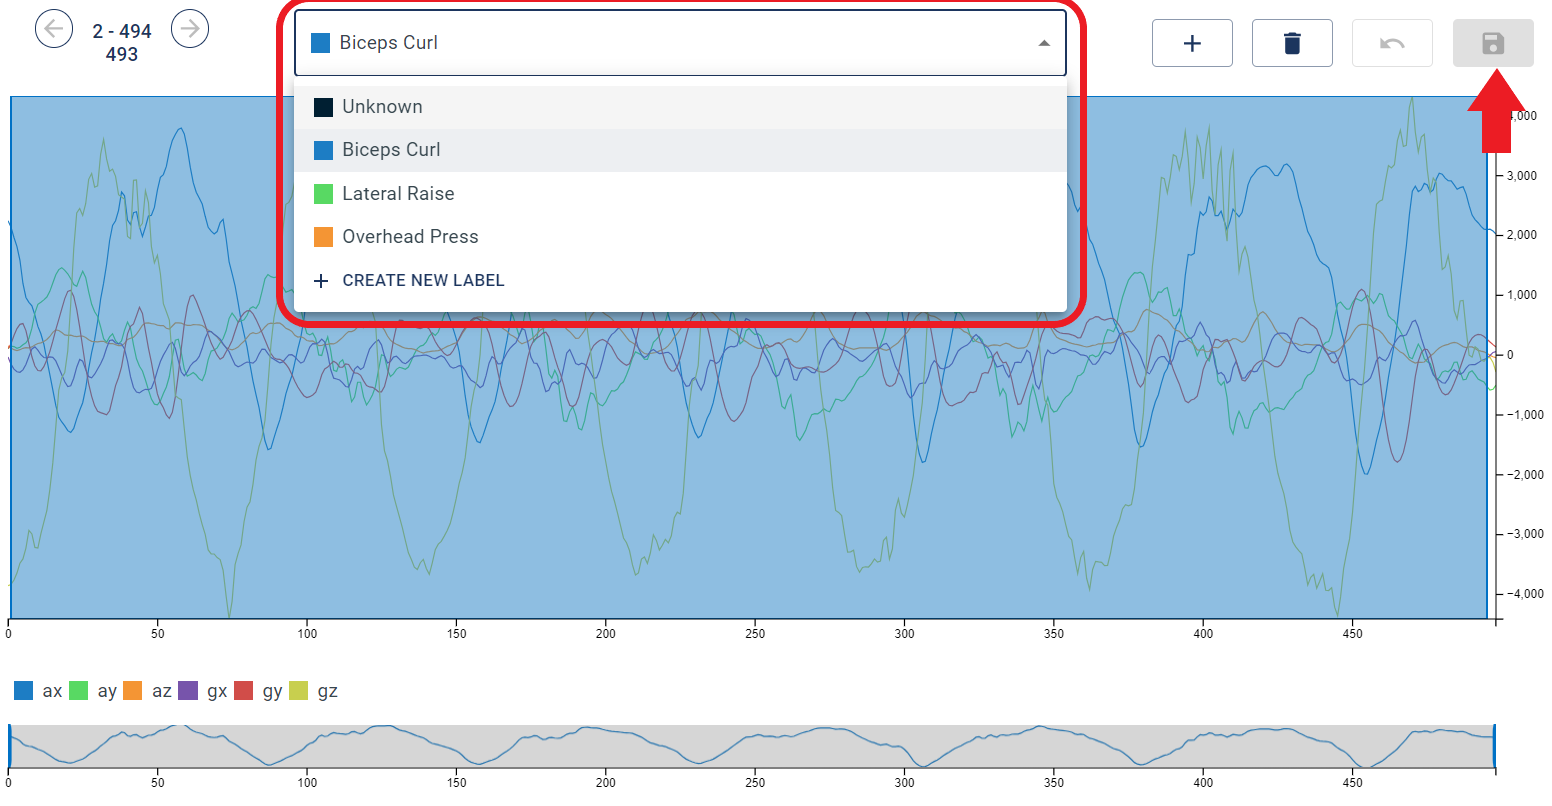 2 - 494
493
Biceps Curl
Unknown
Biceps Curl
Lateral Raise
Overhead Press
+ CREATE NEW LABEL
4,000
3,000
2,000
1,000
0
−1,000
−2,000
−3,000
−4,000
0 50 100 150 200 250 300 350 400 450
ax ay az gx gy gz
0 50 100 150 200 250 300 350 400 450